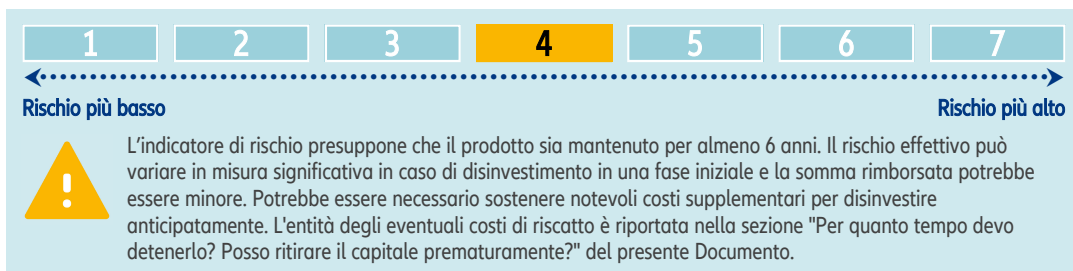 1 2 3 4 5 6 7
Rischio più basso Rischio più alto
L'indicatore di rischio presuppone che il prodotto sia mantenuto per almeno 6 anni. Il rischio effettivo può
variare in misura significativa in caso di disinvestimento in una fase iniziale e la somma rimborsata potrebbe
essere minore. Potrebbe essere necessario sostenere notevoli costi supplementari per disinvestire
anticipatamente. L'entità degli eventuali costi di riscatto è riportata nella sezione "Per quanto tempo devo
detenerlo? Posso ritirare il capitale prematuramente?" del presente Documento.